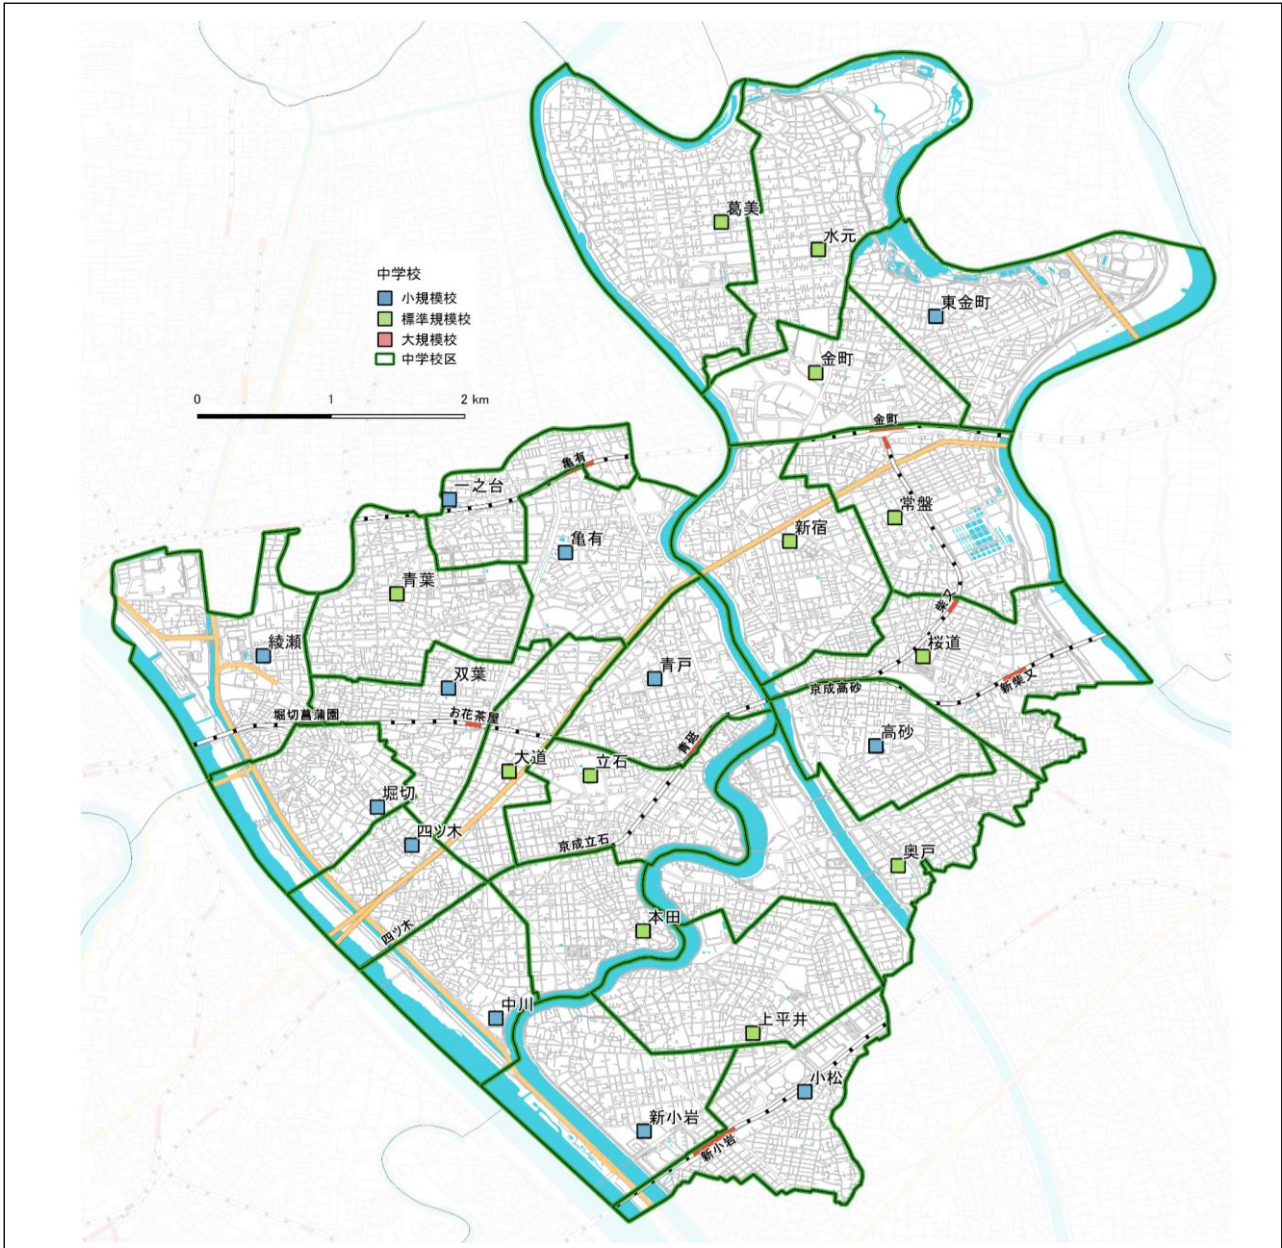 葛美
水元
中学校
小規模校
標準規模校
大規模校
中学校区
東金町
金町
0 1 2 km
金町
亀有
一之台
常盤
新宿
亀有
青葉
柴又
綾瀬
桜道
双葉
青戸
新柴又
京成高砂
堀切菖蒲園
お花茶屋
高砂
青砥
大道
立石
堀切
四ツ木
京成立石
奥戸
本田
四ツ木
中川
上平井
小松
新小岩
新小岩